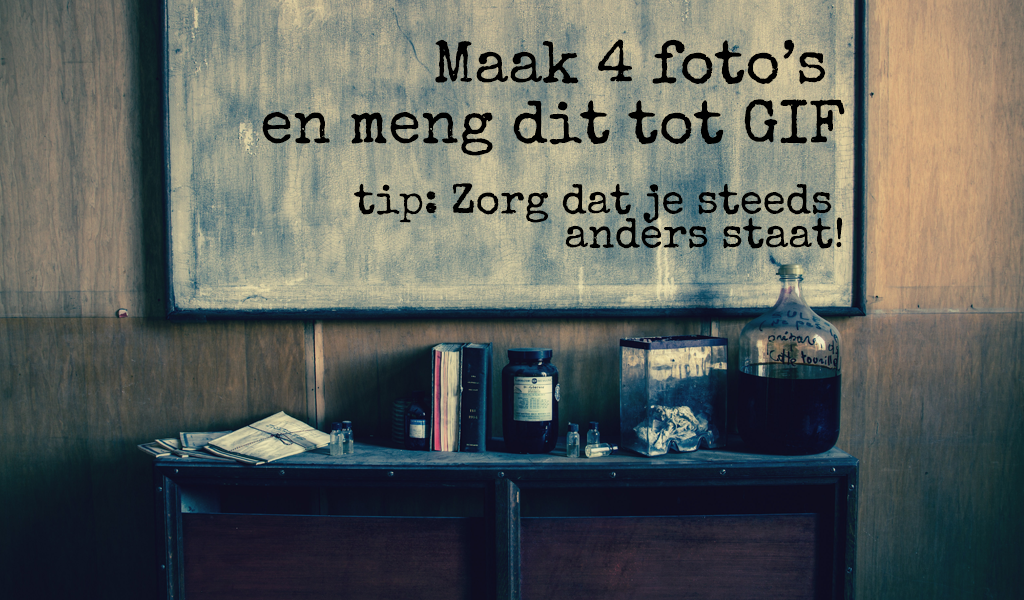 Maak 4 foto's
en meng dit tot GIF
tip: Zorg dat je steeds
anders staat!